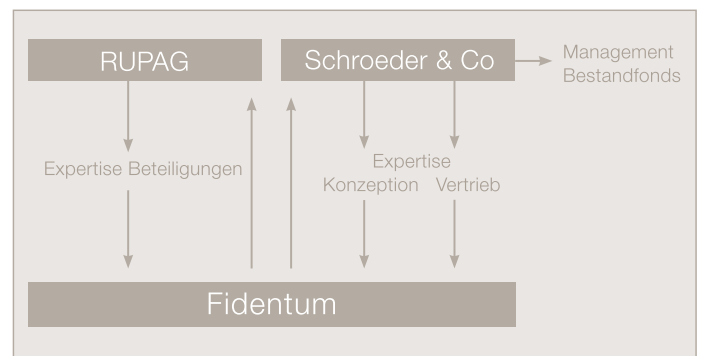 RUPAG
Schroeder & Co
Management
Bestandfonds
Expertise Beteiligungen
Expertise
Konzeption Vertrieb
Fidentum